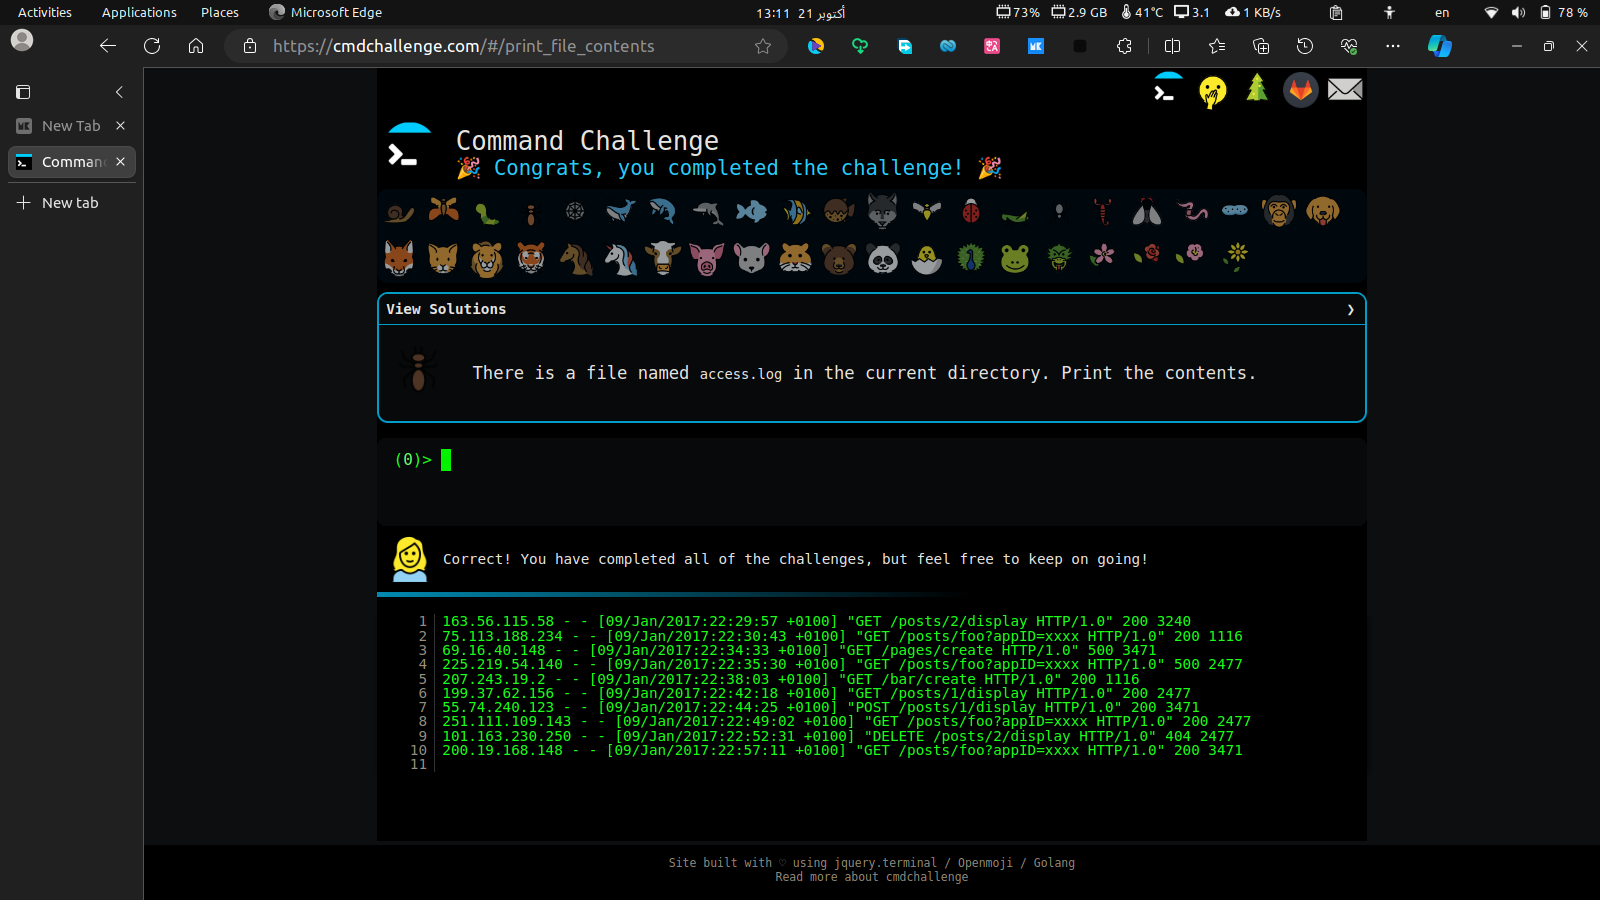 Activities Applications Places Microsoft Edge 13:11 21 أكتوبر 73% 2.9 GB 41°C 3.1 1 KB/s en 78 %
https://cmdchallenge.com/#/print_file_contents
New Tab
Comman
New tab
Command Challenge
🎉 Congrats, you completed the challenge! 🎉
View Solutions
There is a file named access.log in the current directory. Print the contents.
(0)>
Correct! You have completed all of the challenges, but feel free to keep on going!
1 163.56.115.58 - - [09/Jan/2017:22:29:57 +0100] "GET /posts/2/display HTTP/1.0" 200 3240
2 75.113.188.234 - - [09/Jan/2017:22:30:43 +0100] "GET /posts/foo?appID=xxxx HTTP/1.0" 200 1116
3 69.16.40.148 - - [09/Jan/2017:22:34:33 +0100] "GET /pages/create HTTP/1.0" 500 3471
4 225.219.54.140 - - [09/Jan/2017:22:35:30 +0100] "GET /posts/foo?appID=xxxx HTTP/1.0" 500 2477
5 207.243.19.2 - - [09/Jan/2017:22:38:03 +0100] "GET /bar/create HTTP/1.0" 200 1116
6 199.37.62.156 - - [09/Jan/2017:22:42:18 +0100] "GET /posts/1/display HTTP/1.0" 200 2477
7 55.74.240.123 - - [09/Jan/2017:22:44:25 +0100] "POST /posts/1/display HTTP/1.0" 200 3471
8 251.111.109.143 - - [09/Jan/2017:22:49:02 +0100] "GET /posts/foo?appID=xxxx HTTP/1.0" 200 2477
9 101.163.230.250 - - [09/Jan/2017:22:52:31 +0100] "DELETE /posts/2/display HTTP/1.0" 404 2477
10 200.19.168.148 - - [09/Jan/2017:22:57:11 +0100] "GET /posts/foo?appID=xxxx HTTP/1.0" 200 3471
11
Site built with ♡ using jquery.terminal / Openmoji / Golang
Read more about cmdchallenge